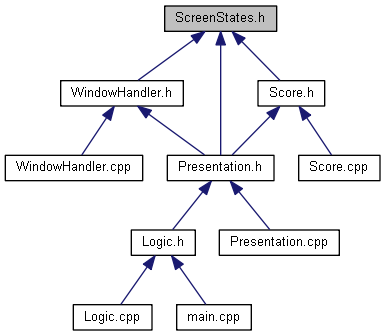 ScreenStates.h
WindowHandler.h
Score.h
WindowHandler.cpp
Presentation.h
Score.cpp
Logic.h
Presentation.cpp
Logic.cpp
main.cpp